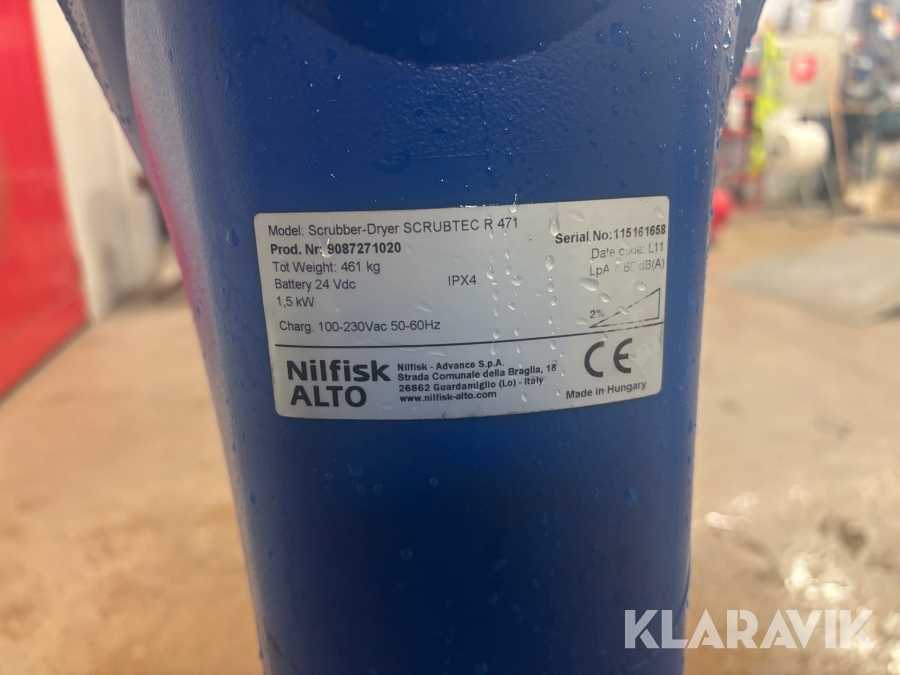 Model: Scrubber-Dryer SCRUBTEC R 471
Prod. Nr: 9087271020
Serial No:115161658
Tot Weight: 461 kg
Date code: L11
Battery 24 Vdc
IPX4
LpA dB(A)
1,5 kW
2%
Charg. 100-230Vac 50-60Hz
Nilfisk
ALTO
Nilfisk - Advance S.p.A.
Strada Comunale della Braglia, 18
26862 Guardamiglio (Lo) - Italy
www.nilfisk-alto.com
CE
Made in Hungary
KLARAVIK